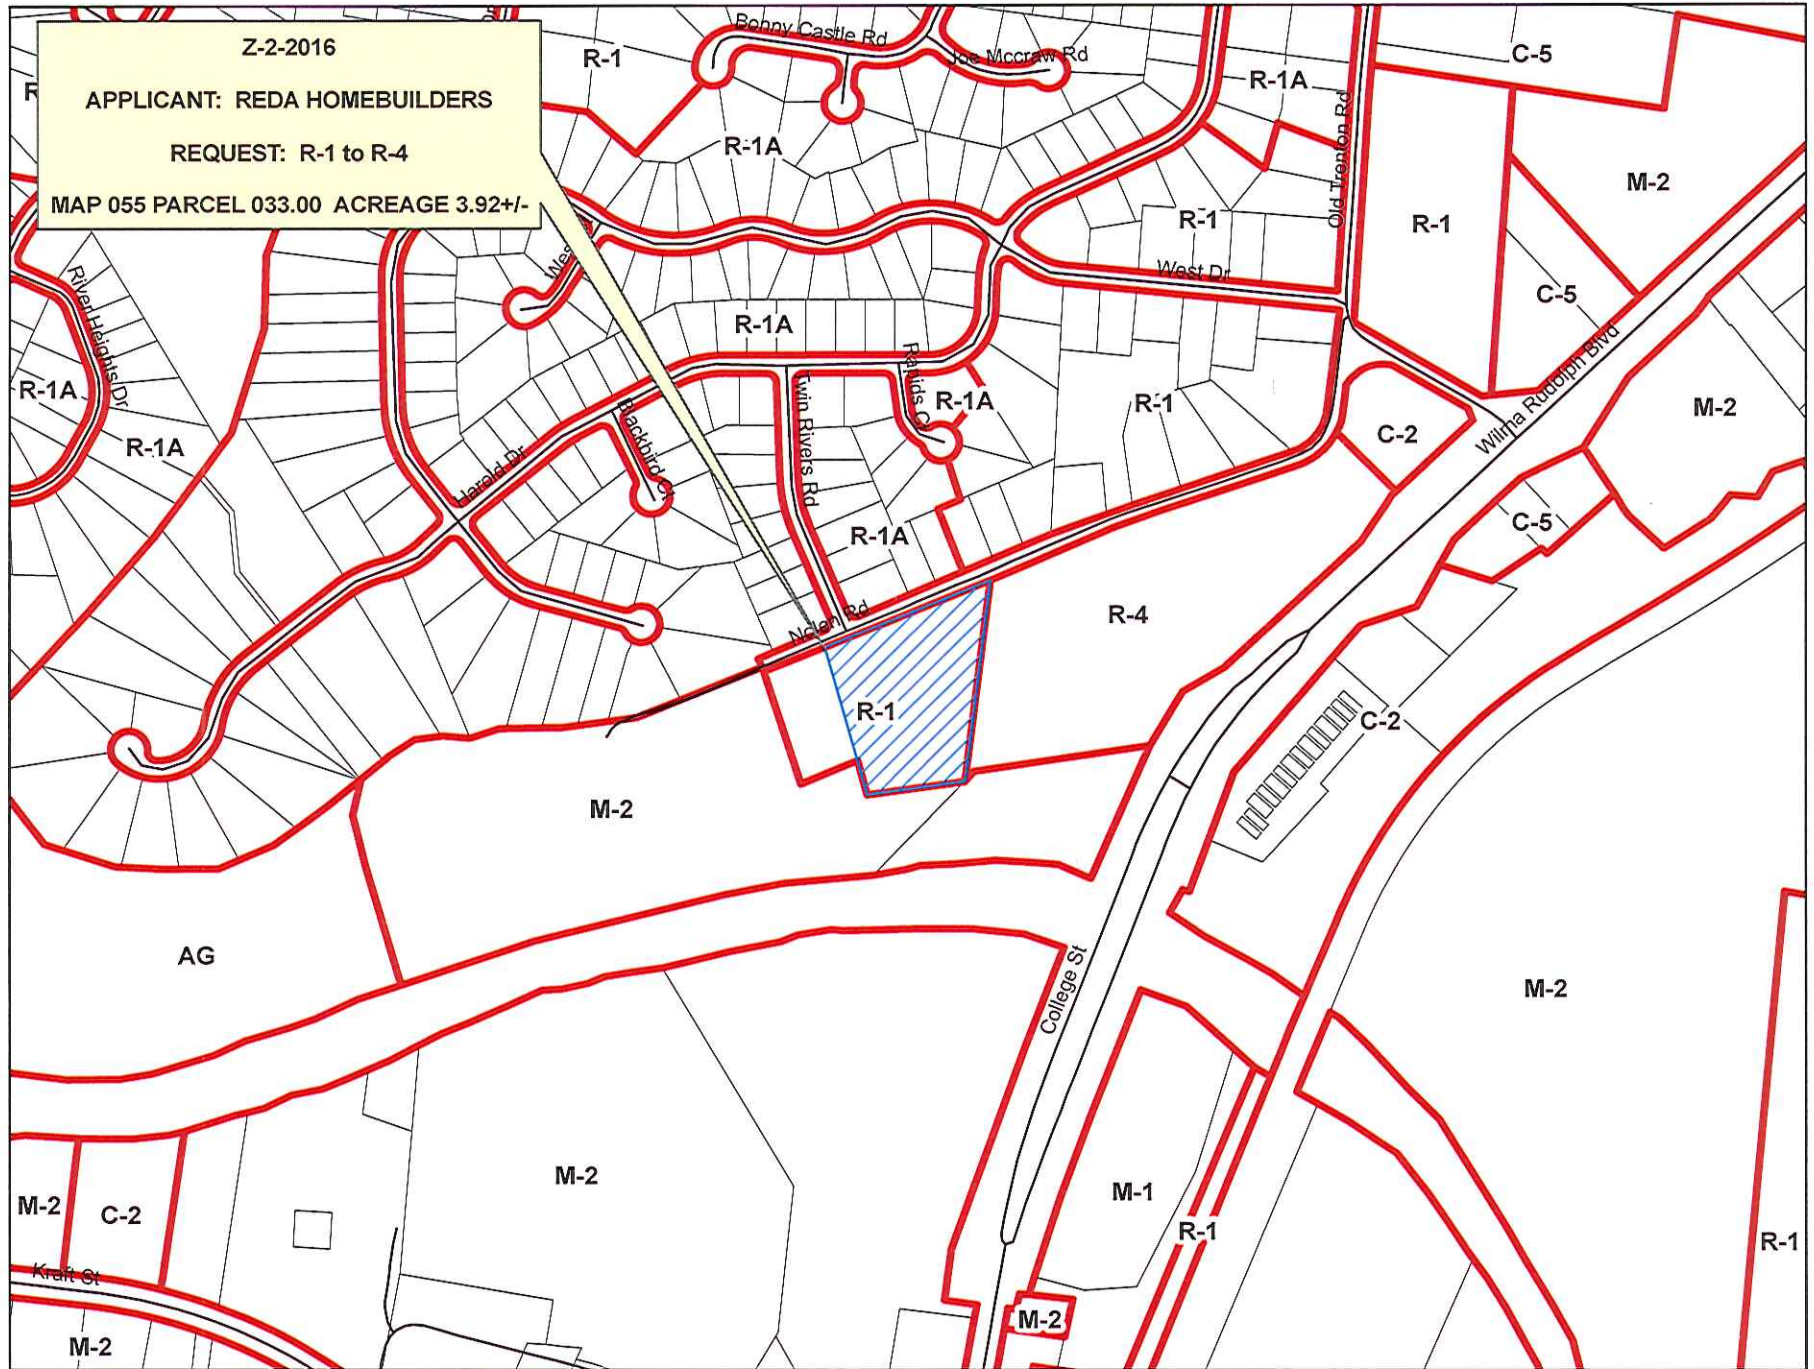 Z-2-2016
APPLICANT: REDA HOMEBUILDERS
REQUEST: R-1 to R-4
MAP 055 PARCEL 033.00 ACREAGE 3.92+/-
Bonny Castle Rd
Joe Mccraw Rd
R-1
R-1A
C-5
R-1A
Old Trenton Rd
M-2
R-1
R-1
West Dr
C-5
River Heights Dr
R-1A
R-1A
R-1A
Rapids Ct
R-1A
R-1
Wilma Rudolph Blvd
M-2
C-2
Twin Rivers Rd
Blackbird Ct
Harold Dr
R-1A
C-5
Nolen Rd
R-4
R-1
C-2
M-2
AG
College St
M-2
M-2
M-1
R-1
R-1
M-2
C-2
Kraft St
M-2
M-2